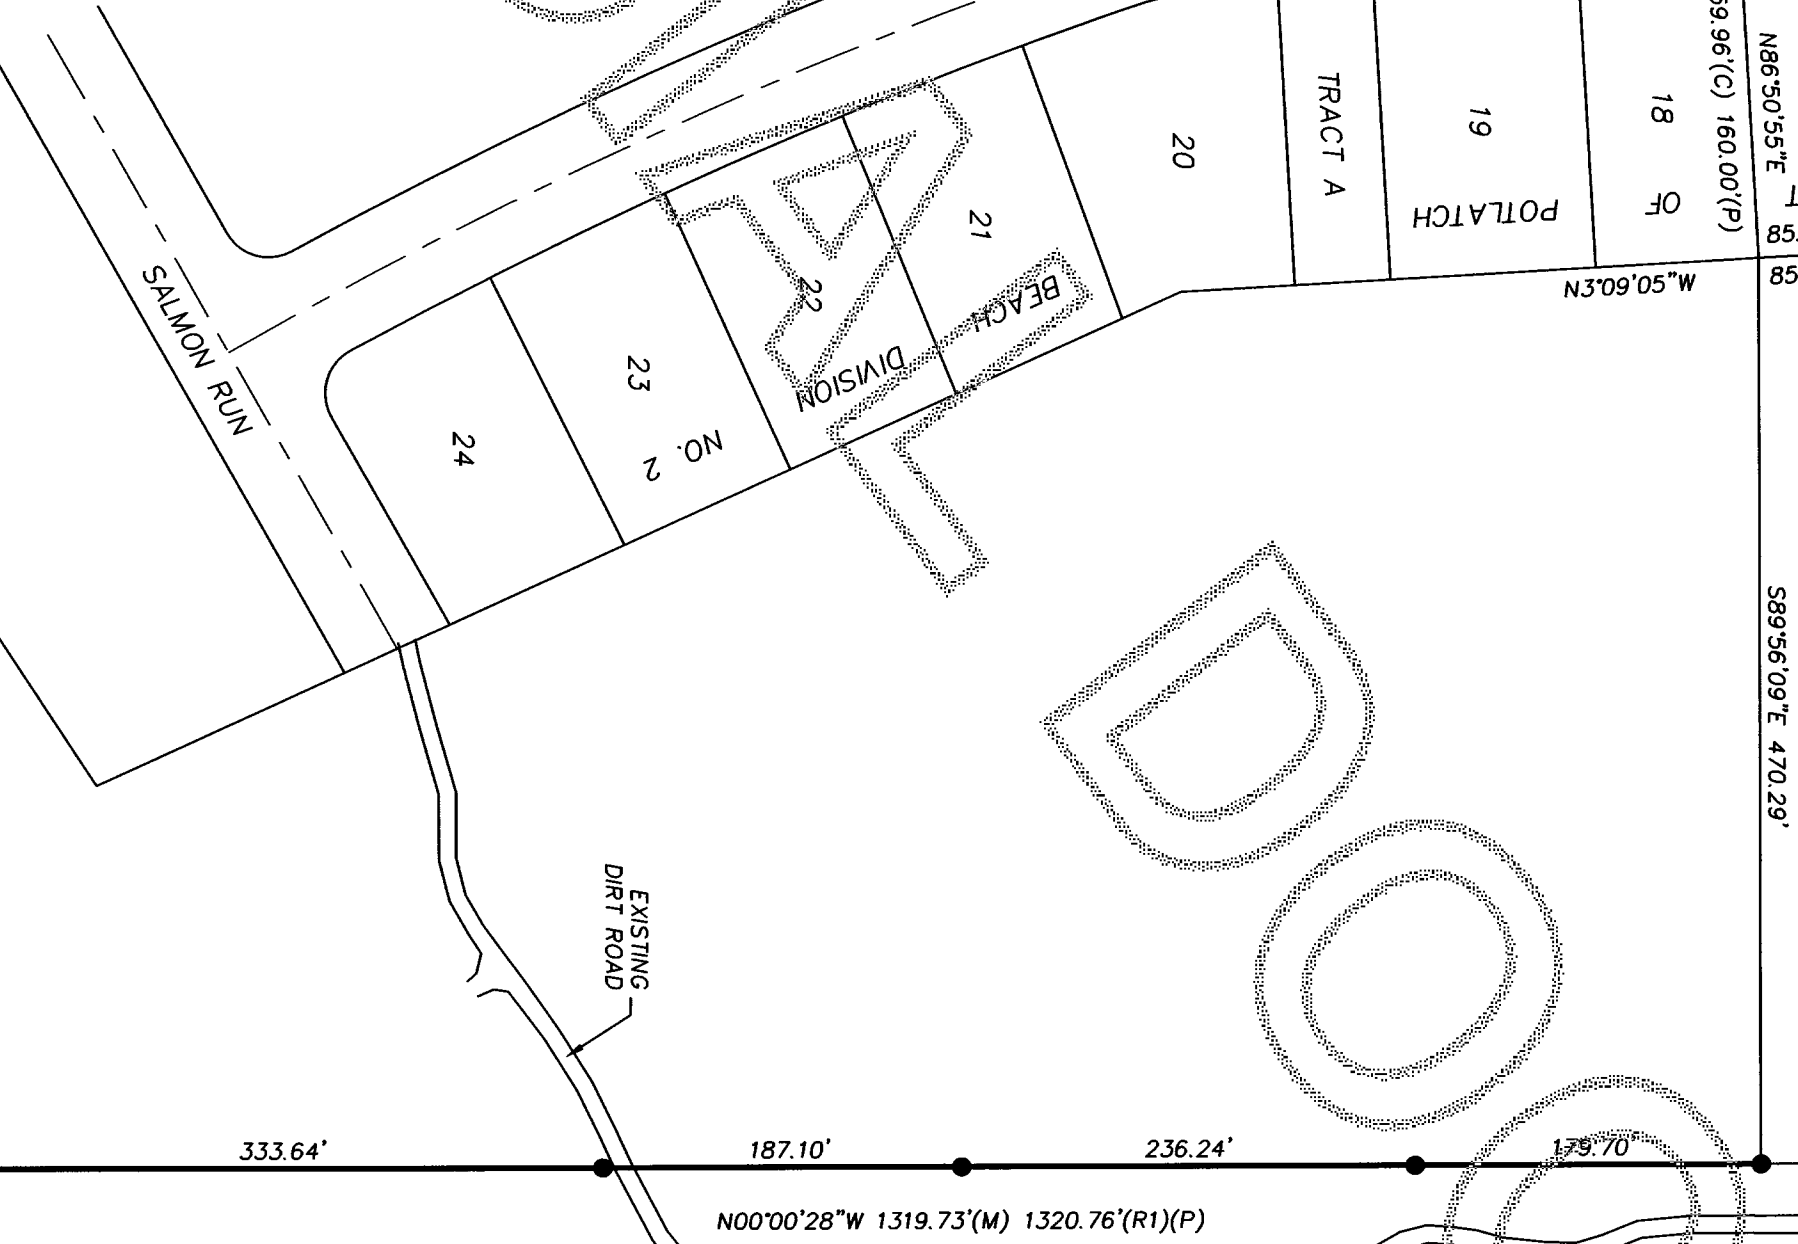 N86°50'55"E
59.96'(C) 160.00'(P)
85
85
18
OF
19
POTLATCH
TRACT A
20
N3°09'05"W
21
BEACH
22
DIVISION
23
NO. 2
24
SALMON RUN
S89°56'09"E 470.29'
EXISTING
DIRT ROAD
333.64'
187.10'
236.24'
179.70'
N00°00'28"W 1319.73'(M) 1320.76'(R1)(P)